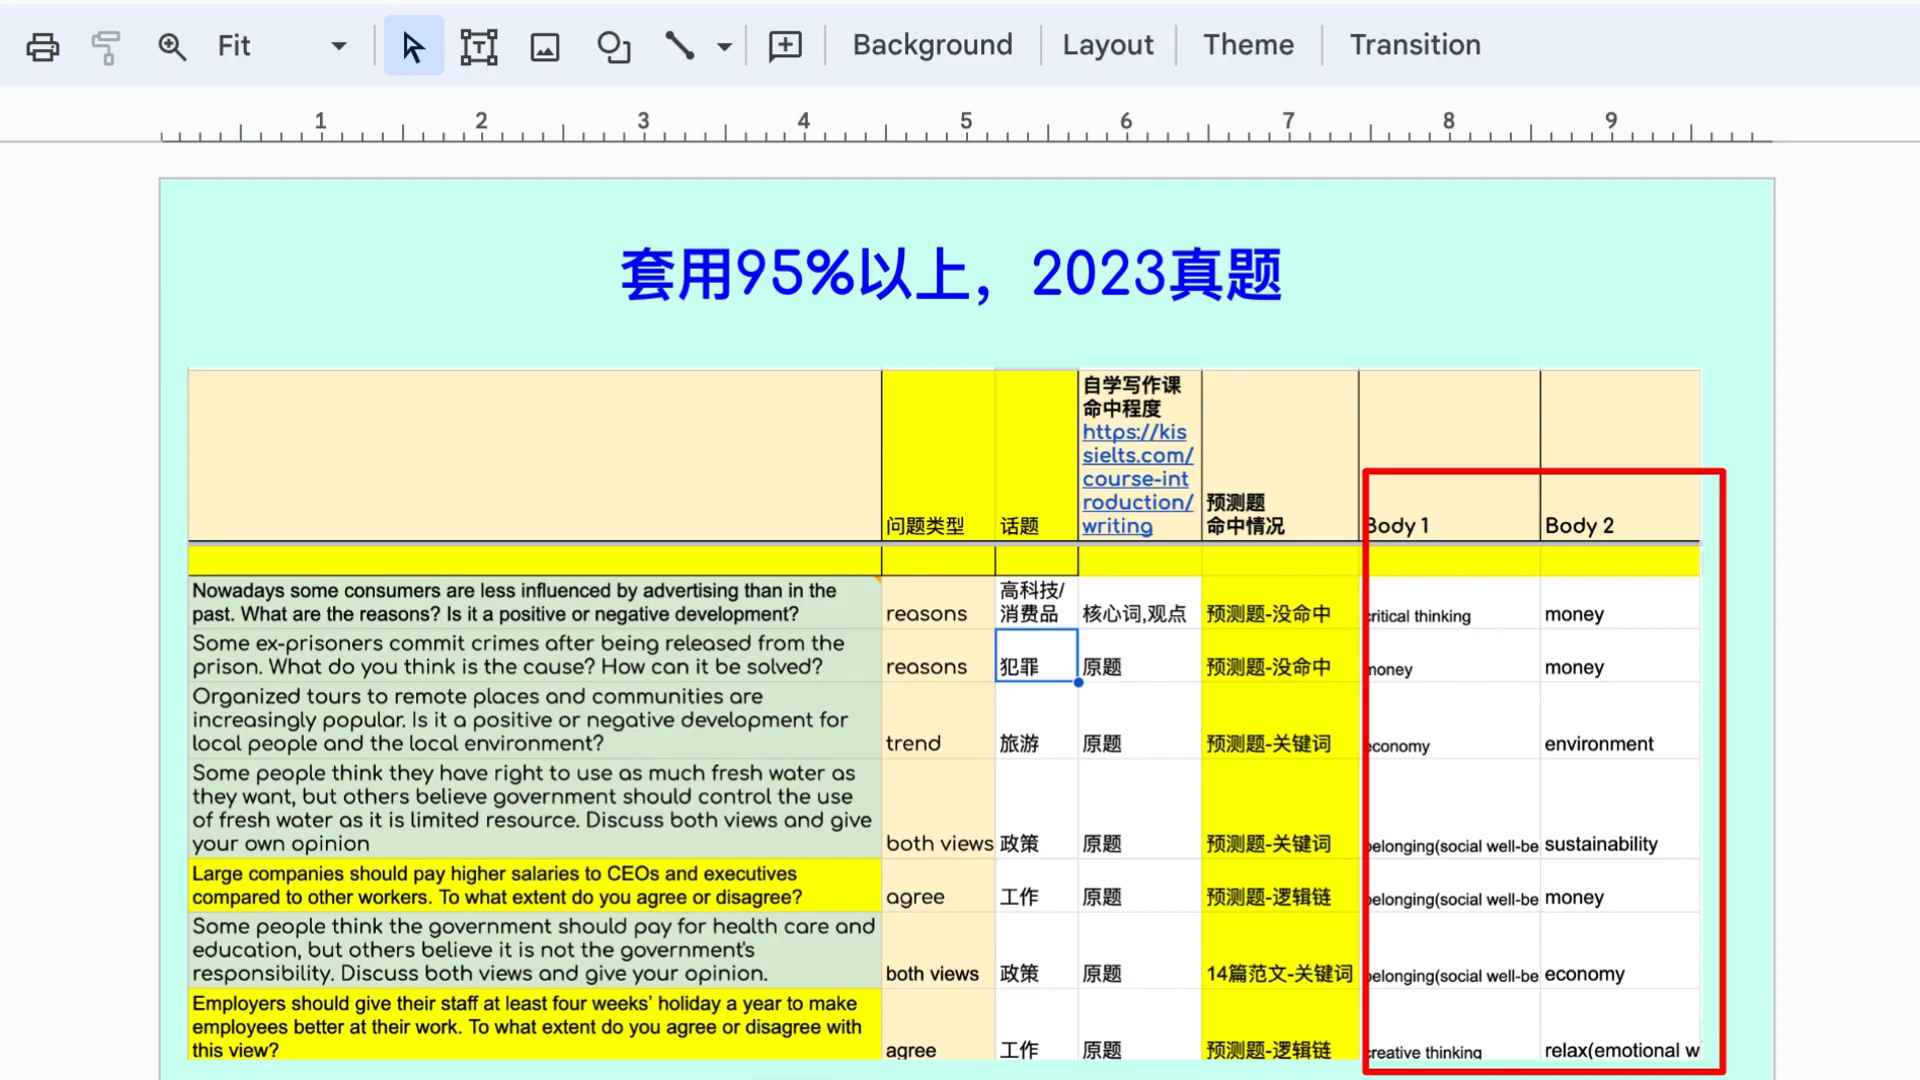 Fit
Background
Layout
Theme
Transition
1 2 3 4 5 6 7 8 9
套用95%以上，2023真题
问题类型
话题
自学写作课
命中程度
https://kis
sielts.com/
course-int
roduction/
writing
预测题
命中情况
Body 1
Body 2
Nowadays some consumers are less influenced by advertising than in the
past. What are the reasons? Is it a positive or negative development?
reasons
高科技/
消费品
核心词,观点
预测题-没命中
critical thinking
money
Some ex-prisoners commit crimes after being released from the
prison. What do you think is the cause? How can it be solved?
reasons
犯罪
原题
预测题-没命中
money
money
Organized tours to remote places and communities are
increasingly popular. Is it a positive or negative development for
local people and the local environment?
trend
旅游
原题
预测题-关键词
economy
environment
Some people think they have right to use as much fresh water as
they want, but others believe government should control the use
of fresh water as it is limited resource. Discuss both views and give
your own opinion
both views
政策
原题
预测题-关键词
belonging(social well-be
sustainability
Large companies should pay higher salaries to CEOs and executives
compared to other workers. To what extent do you agree or disagree?
agree
工作
原题
预测题-逻辑链
belonging(social well-be
money
Some people think the government should pay for health care and
education, but others believe it is not the government's
responsibility. Discuss both views and give your opinion.
both views
政策
原题
14篇范文-关键词
belonging(social well-be
economy
Employers should give their staff at least four weeks' holiday a year to make
employees better at their work. To what extent do you agree or disagree with
this view?
agree
工作
原题
预测题-逻辑链
creative thinking
relax(emotional w